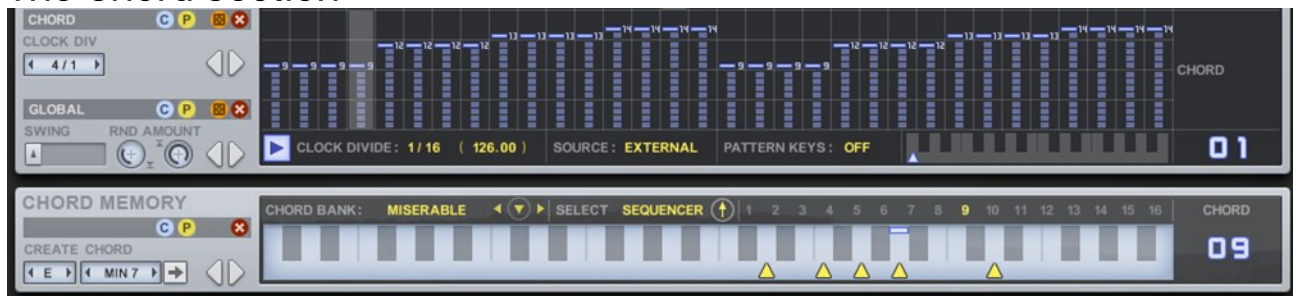 The Chord section
CHORD C P
CLOCK DIV
4/1
9 9 9 9 12 12 12 12 13 13 13 13 14 14 14 14 9 9 9 9 12 12 12 12 13 13 13 13 14 14 14 14
CHORD
GLOBAL C P
SWING RND AMOUNT
CLOCK DIVIDE: 1/16 ( 126.00 ) SOURCE: EXTERNAL PATTERN KEYS: OFF 01
CHORD MEMORY
C P
CHORD BANK: MISERABLE SELECT SEQUENCER 1 2 3 4 5 6 7 8 9 10 11 12 13 14 15 16 CHORD
CREATE CHORD
E MIN 7
09